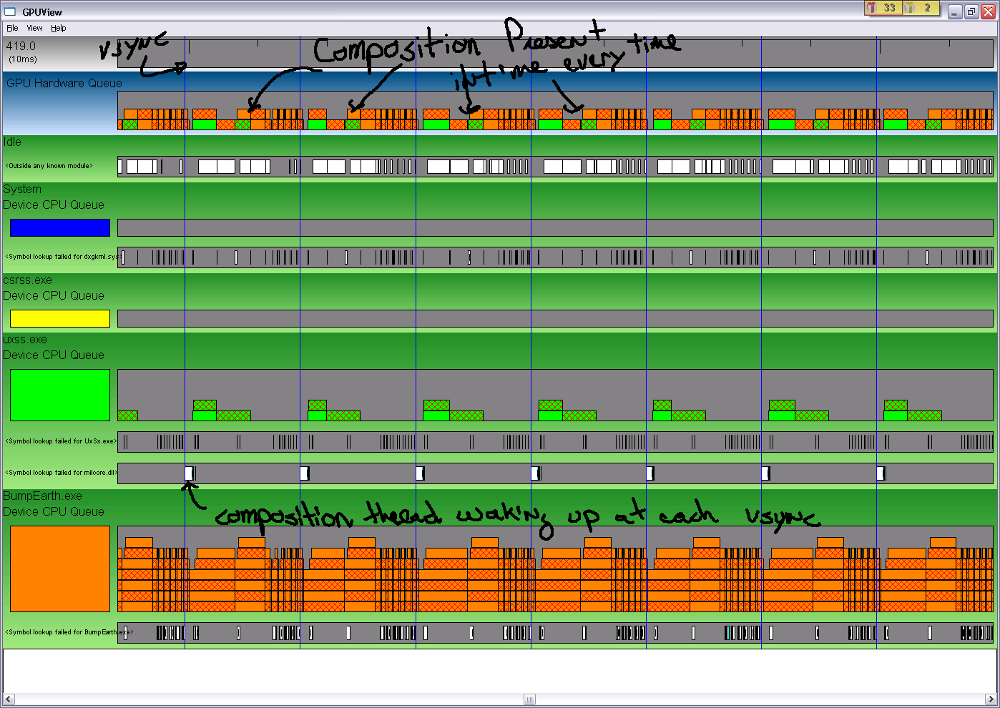 GPUView
33
2
File View Help
419.0
(10ms)
VSYNC
Composition Present
in time every time
GPU Hardware Queue
Idle
<Outside any known module>
System
Device CPU Queue
<Symbol lookup failed for dxgkrnl.sys>
csrss.exe
Device CPU Queue
uxss.exe
Device CPU Queue
<Symbol lookup failed for UxSs.exe>
<Symbol lookup failed for milcore.dll>
BumpEarth.exe
Device CPU Queue
composition thread waking up at each vsync
<Symbol lookup failed for BumpEarth.exe>